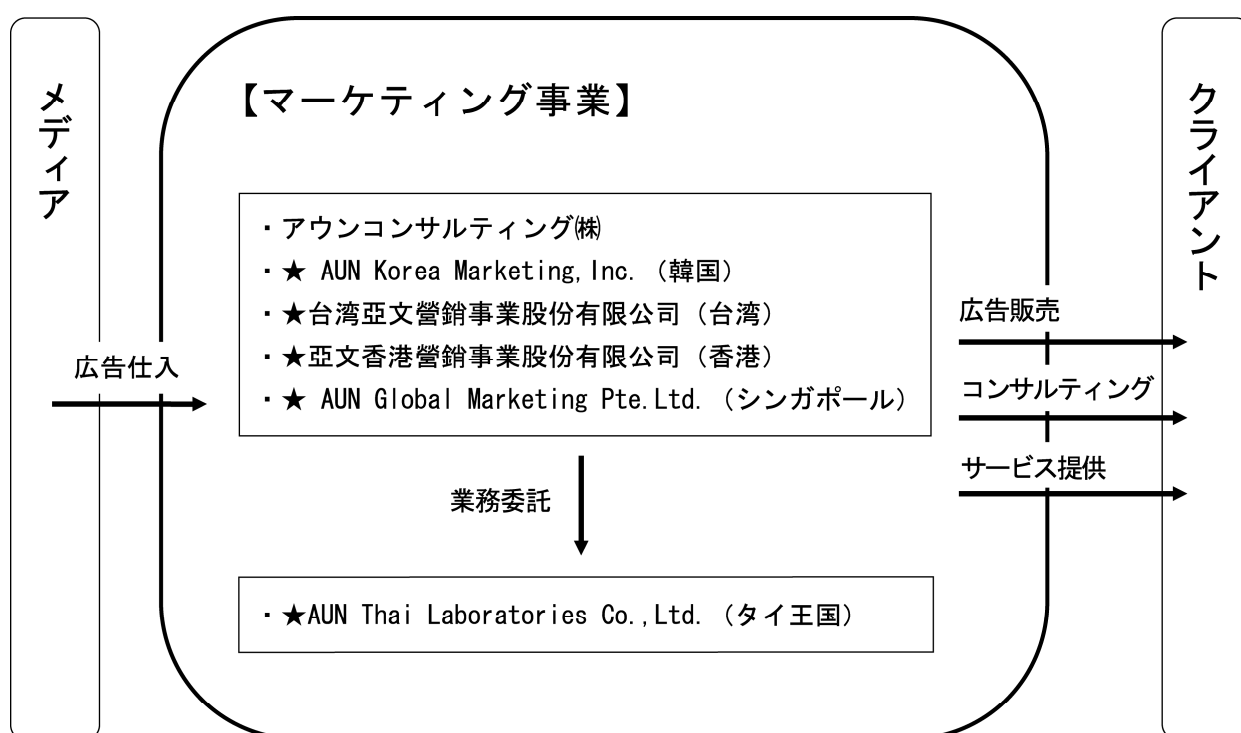 メディア
【マーケティング事業】
・アウンコンサルティング㈱
・★ AUN Korea Marketing,Inc.（韓国）
・★台湾亞文營銷事業股份有限公司（台湾）
・★亞文香港營銷事業股份有限公司（香港）
・★ AUN Global Marketing Pte.Ltd.（シンガポール）
広告仕入
業務委託
・★AUN Thai Laboratories Co.,Ltd.（タイ王国）
広告販売
コンサルティング
サービス提供
クライアント